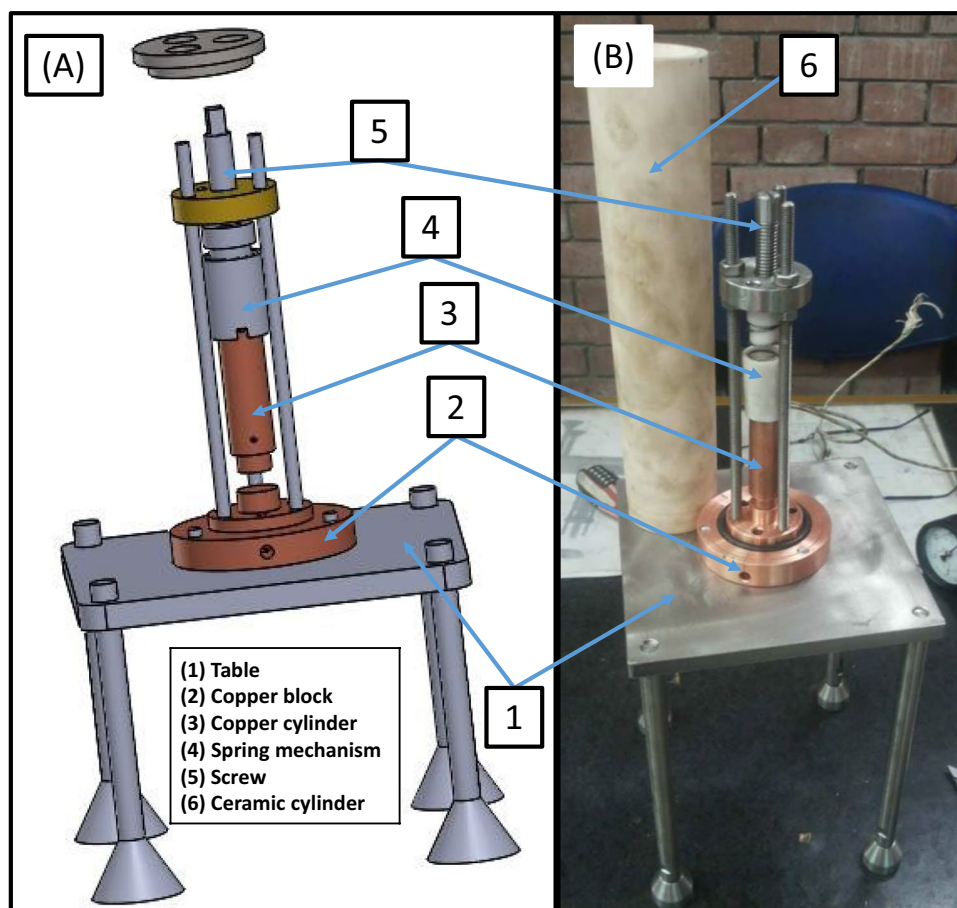 (A)
(B)
6
5
4
3
2
1
(1) Table
(2) Copper block
(3) Copper cylinder
(4) Spring mechanism
(5) Screw
(6) Ceramic cylinder